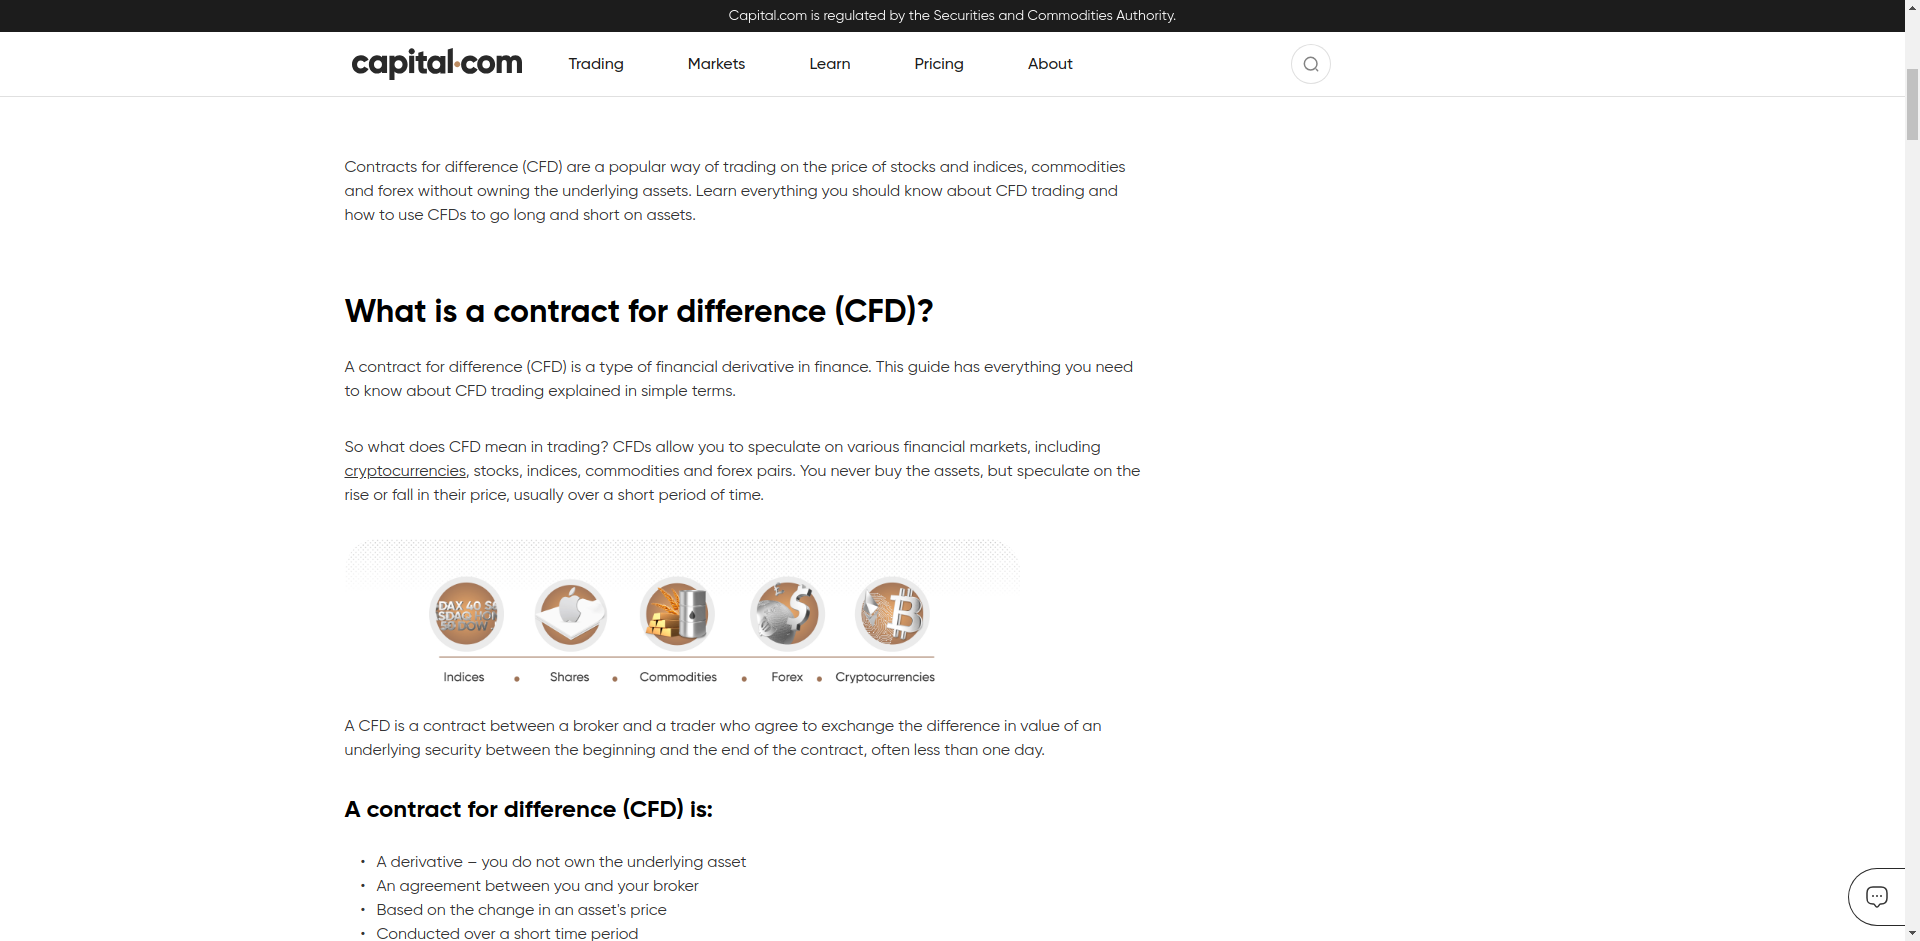 Capital.com is regulated by the Securities and Commodities Authority.
capital.com
Trading
Markets
Learn
Pricing
About
Contracts for difference (CFD) are a popular way of trading on the price of stocks and indices, commodities
and forex without owning the underlying assets. Learn everything you should know about CFD trading and
how to use CFDs to go long and short on assets.
What is a contract for difference (CFD)?
A contract for difference (CFD) is a type of financial derivative in finance. This guide has everything you need
to know about CFD trading explained in simple terms.
So what does CFD mean in trading? CFDs allow you to speculate on various financial markets, including
cryptocurrencies, stocks, indices, commodities and forex pairs. You never buy the assets, but speculate on the
rise or fall in their price, usually over a short period of time.
DAX 40
Indices • Shares • Commodities • Forex • Cryptocurrencies
A CFD is a contract between a broker and a trader who agree to exchange the difference in value of an
underlying security between the beginning and the end of the contract, often less than one day.
A contract for difference (CFD) is:
• A derivative – you do not own the underlying asset
• An agreement between you and your broker
• Based on the change in an asset's price
• Conducted over a short time period